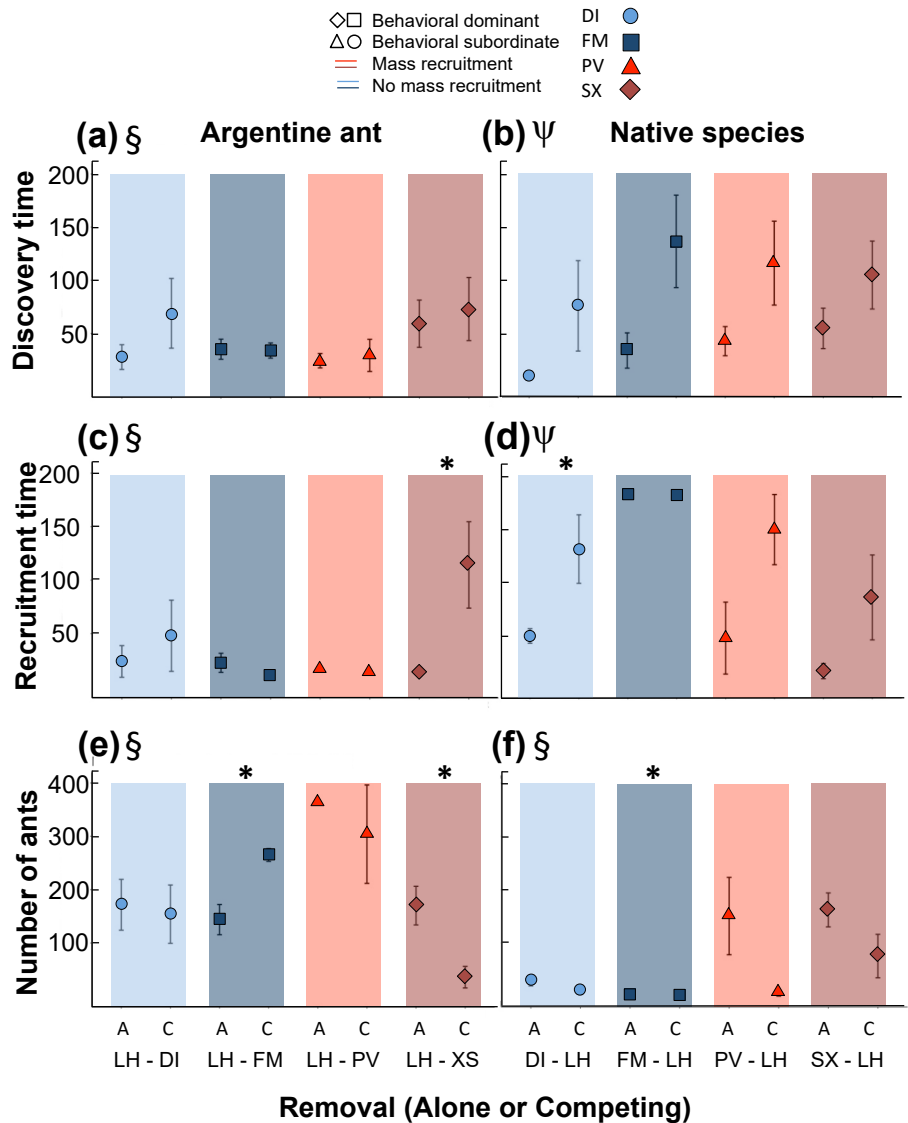 Behavioral dominant
Behavioral subordinate
Mass recruitment
No mass recruitment
DI
FM
PV
SX
(a) § Argentine ant
(b) Ψ Native species
Discovery time
200
150
100
50
(c) §
(d) Ψ
* *
Recruitment time
200
150
100
50
(e) §
(f) §
* * *
Number of ants
400
300
200
100
A C A C A C A C A C A C A C A C
LH - DI LH - FM LH - PV LH - XS DI - LH FM - LH PV - LH SX - LH
Removal (Alone or Competing)